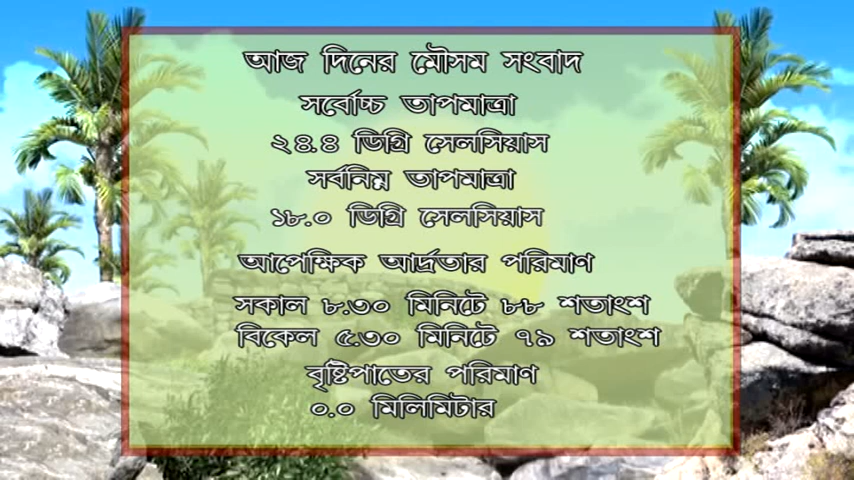 আজ দিনের মৌসম সংবাদ
সর্বোচ্চ তাপমাত্রা
২৪.৪ ডিগ্রি সেলসিয়াস
সর্বনিম্ন তাপমাত্রা
১৮.০ ডিগ্রি সেলসিয়াস
আপেক্ষিক আর্দ্রতার পরিমাণ
সকাল ৮.৩০ মিনিটে ৮৮ শতাংশ
বিকেল ৫.৩০ মিনিটে ৭৯ শতাংশ
বৃষ্টিপাতের পরিমাণ
০.০ মিলিমিটার